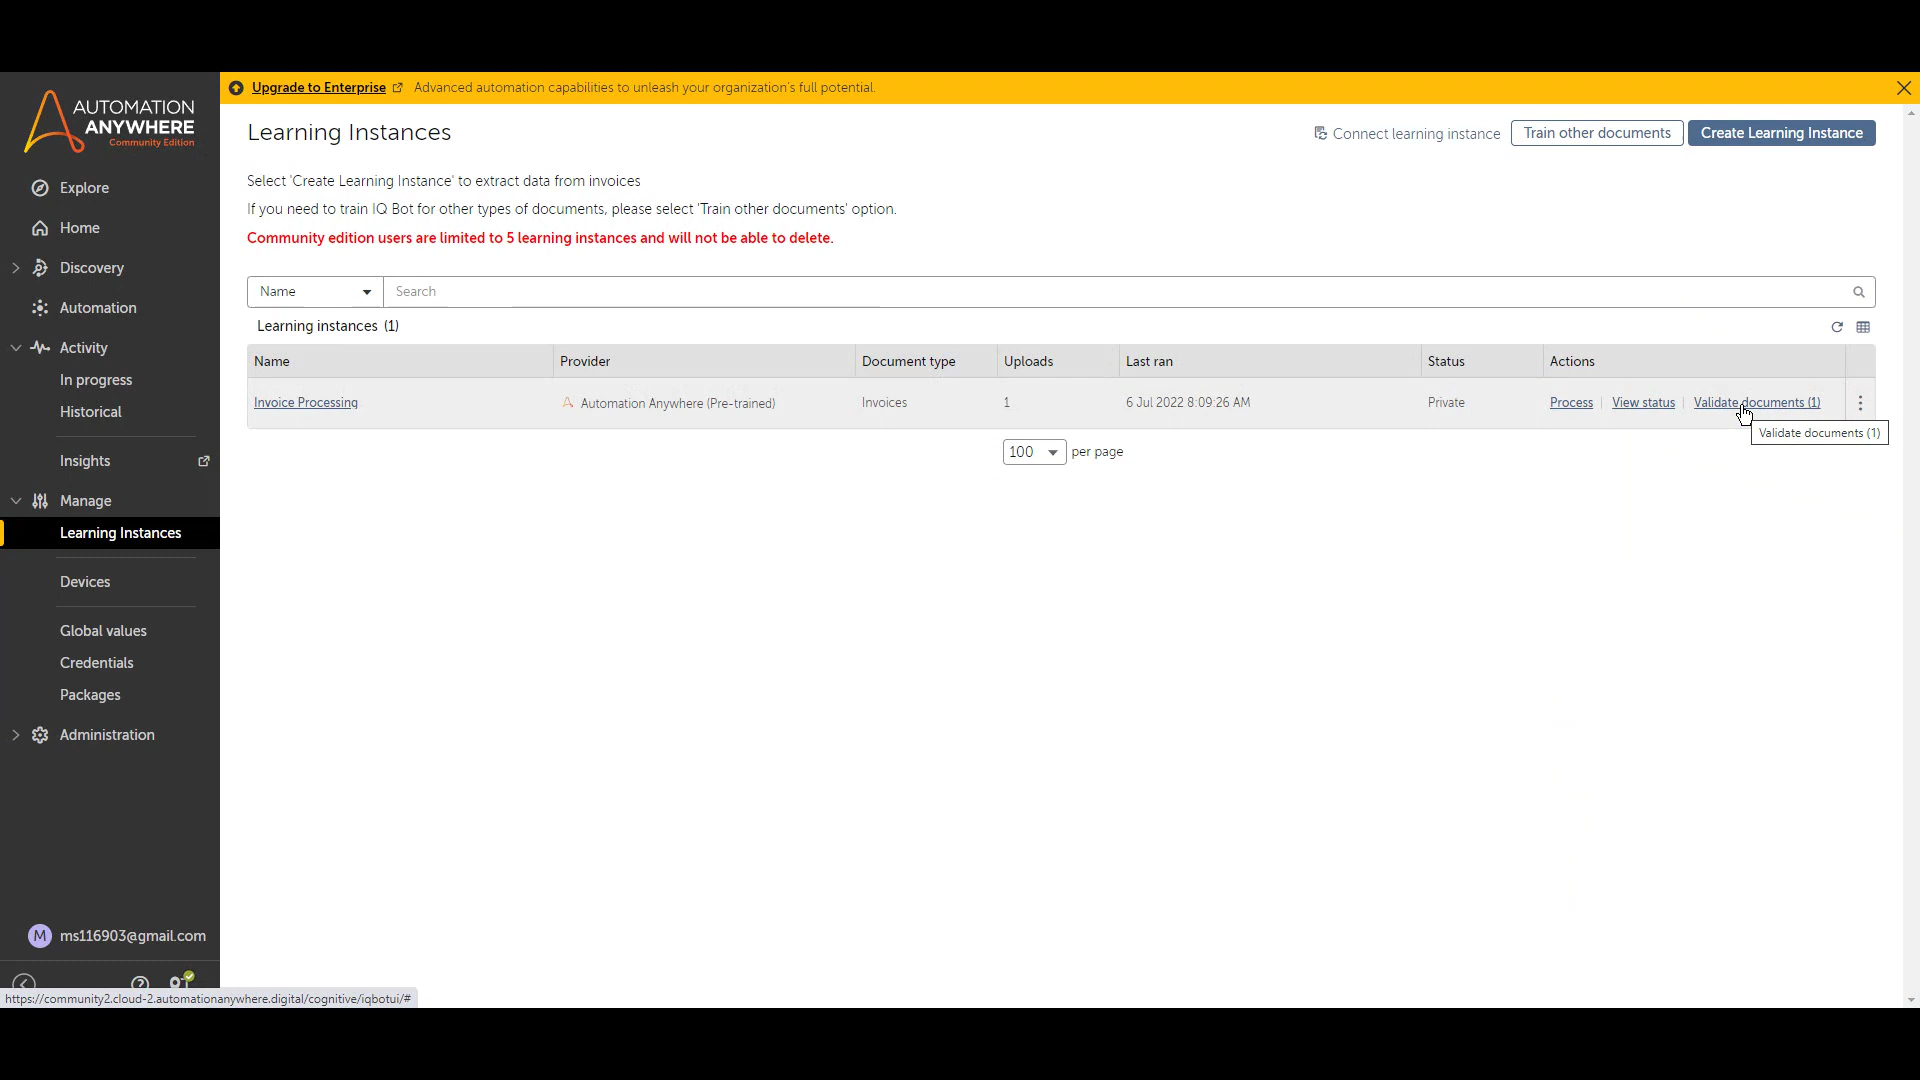 Upgrade to Enterprise Advanced automation capabilities to unleash your organization's full potential.
AUTOMATION
ANYWHERE
Community Edition
Explore
Home
Discovery
Automation
Activity
In progress
Historical
Insights
Manage
Learning Instances
Devices
Global values
Credentials
Packages
Administration
M ms116903@gmail.com
Learning Instances
Connect learning instance Train other documents Create Learning Instance
Select 'Create Learning Instance' to extract data from invoices
If you need to train IQ Bot for other types of documents, please select 'Train other documents' option.
Community edition users are limited to 5 learning instances and will not be able to delete.
Name Search
Learning instances (1)
Name Provider Document type Uploads Last ran Status Actions
Invoice Processing Automation Anywhere (Pre-trained) Invoices 1 6 Jul 2022 8:09:26 AM Private Process View status Validate documents (1)
Validate documents (1)
100 per page
https://community2.cloud-2.automationanywhere.digital/cognitive/iqbotui/#